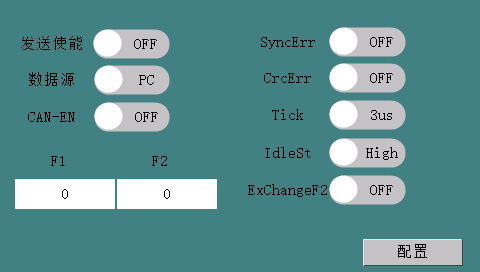 发送使能 OFF
数据源 PC
CAN-EN OFF
F1 F2
0 0
SyncErr OFF
CrcErr OFF
Tick 3us
IdleSt High
ExChangeF2 OFF
配置